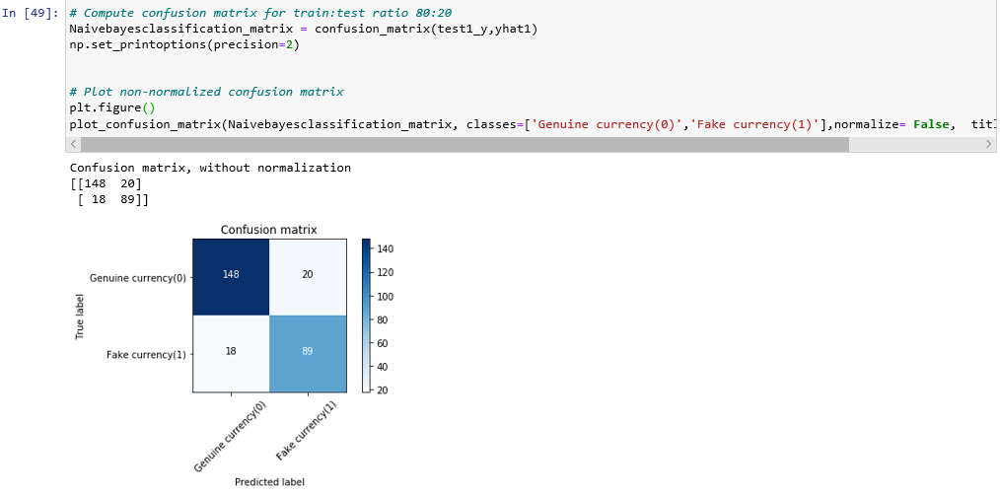 In [49]:
# Compute confusion matrix for train:test ratio 80:20
Naivebayesclassification_matrix = confusion_matrix(test1_y,yhat1)
np.set_printoptions(precision=2)
# Plot non-normalized confusion matrix
plt.figure()
plot_confusion_matrix(Naivebayesclassification_matrix, classes=['Genuine currency(0)','Fake currency(1)'],normalize= False,  titl
Confusion matrix, without normalization
[[148  20]
 [ 18  89]]
Confusion matrix
True label
Genuine currency(0)
Fake currency(1)
148
20
18
89
140
120
100
80
60
40
20
Genuine currency(0)
Fake currency(1)
Predicted label